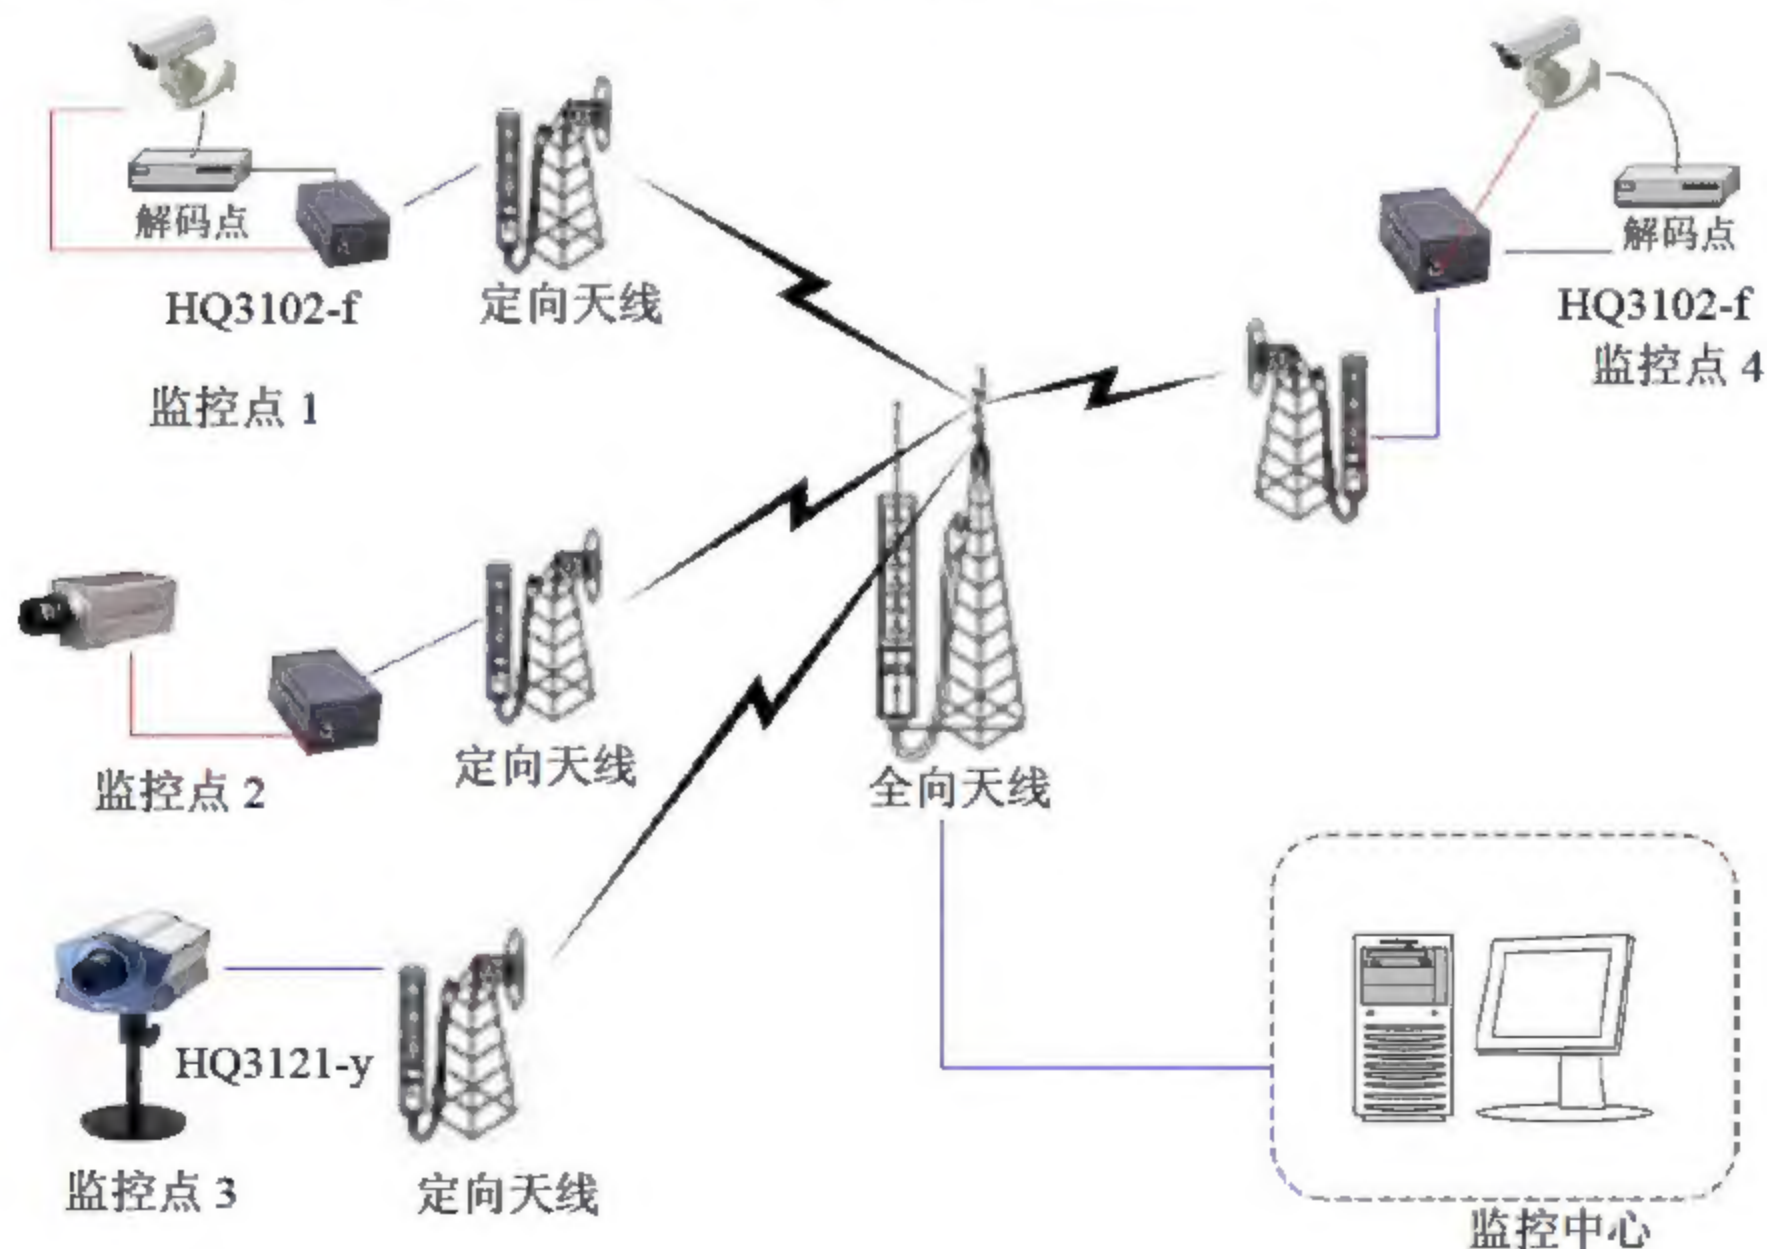 解码点
HQ3102-f
监控点 1
定向天线
解码点
HQ3102-f
监控点 4
监控点 2
定向天线
全向天线
HQ3121-y
监控点 3
定向天线
监控中心